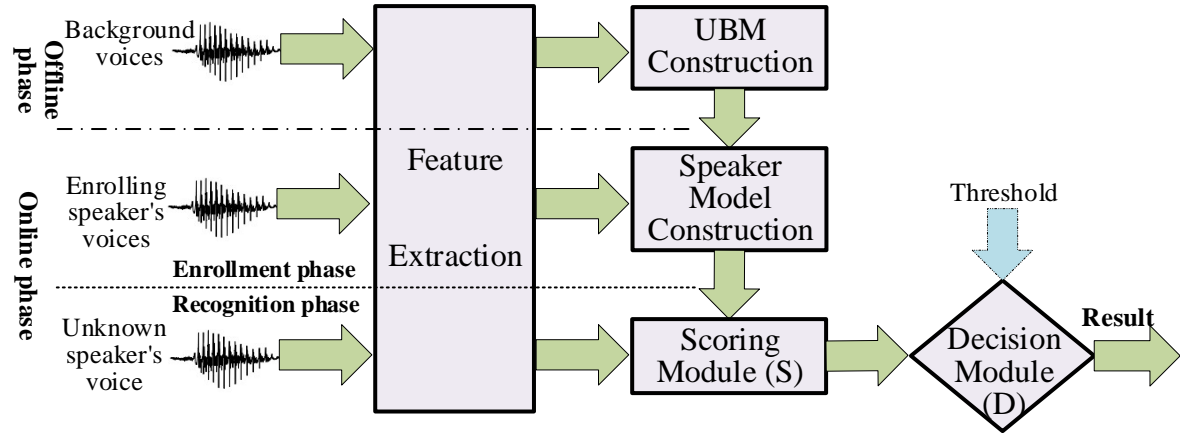 Offline
phase
Background
voices
UBM
Construction
Feature
Extraction
Online phase
Enrolling
speaker's
voices
Speaker
Model
Construction
Threshold
Enrollment phase
Recognition phase
Unknown
speaker's
voice
Scoring
Module (S)
Decision
Module
(D)
Result